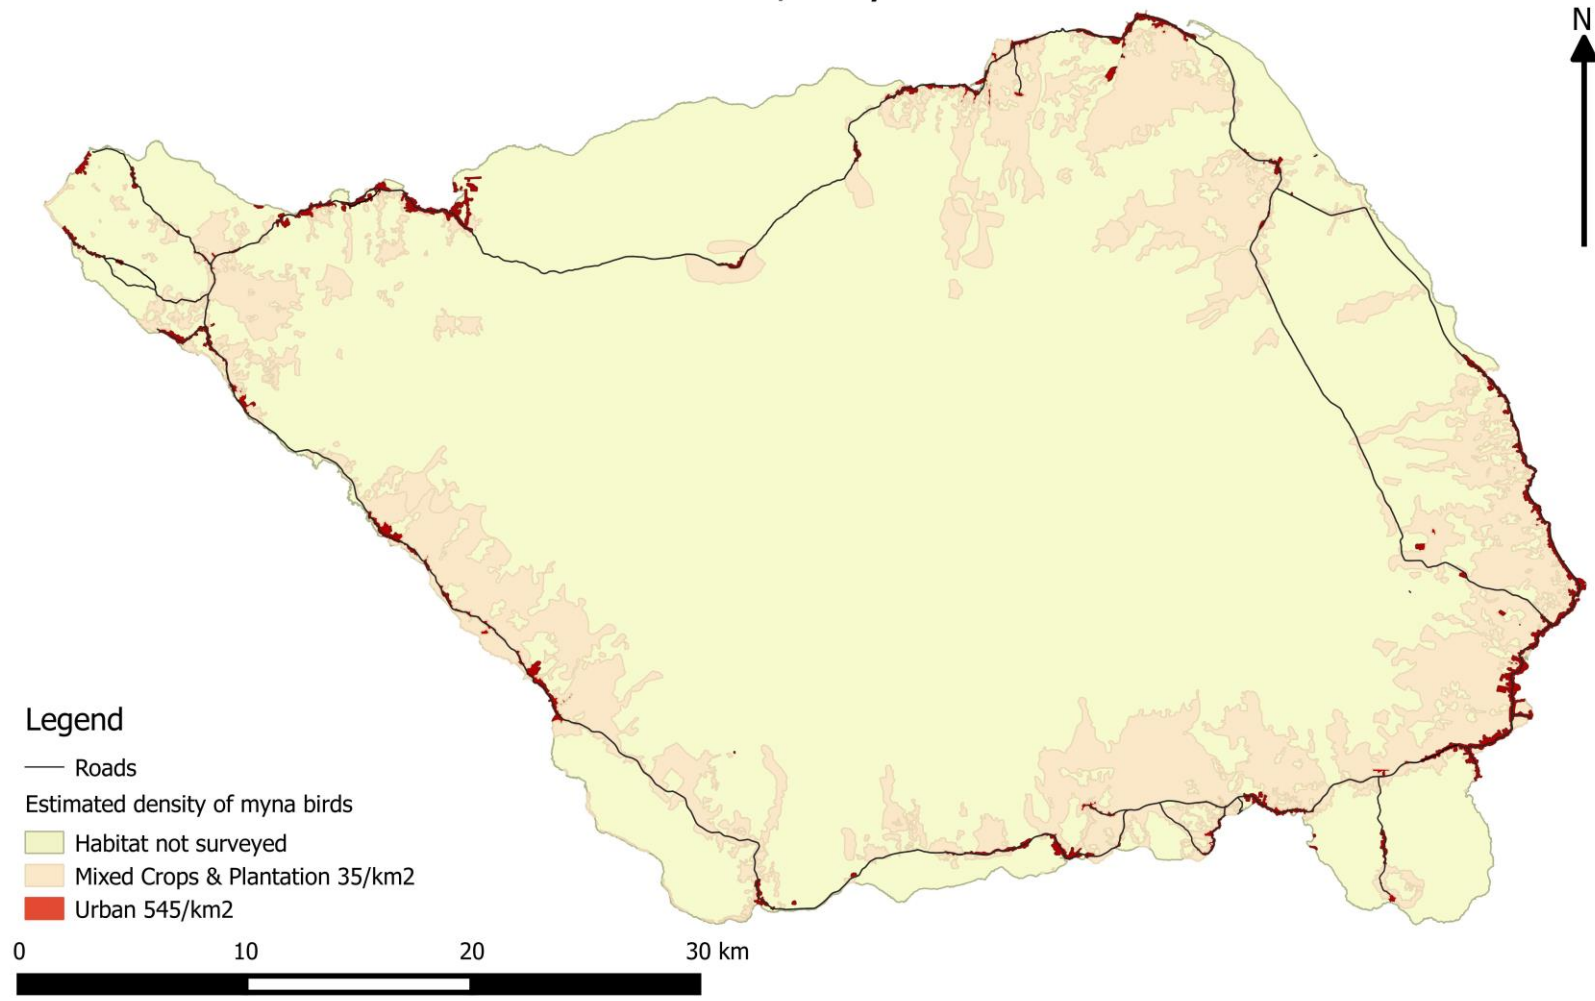 N
Legend
Roads
Estimated density of myna birds
Habitat not surveyed
Mixed Crops & Plantation 35/km2
Urban 545/km2
0 10 20 30 km